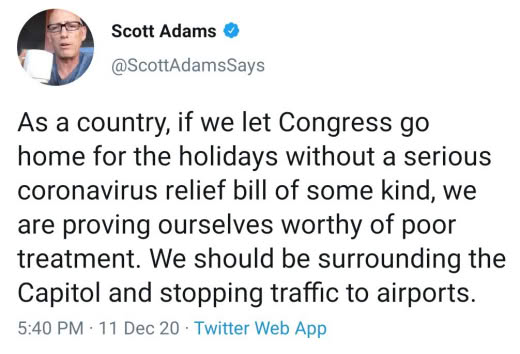 Scott Adams
@ScottAdamsSays
As a country, if we let Congress go
home for the holidays without a serious
coronavirus relief bill of some kind, we
are proving ourselves worthy of poor
treatment. We should be surrounding the
Capitol and stopping traffic to airports.
5:40 PM · 11 Dec 20 · Twitter Web App